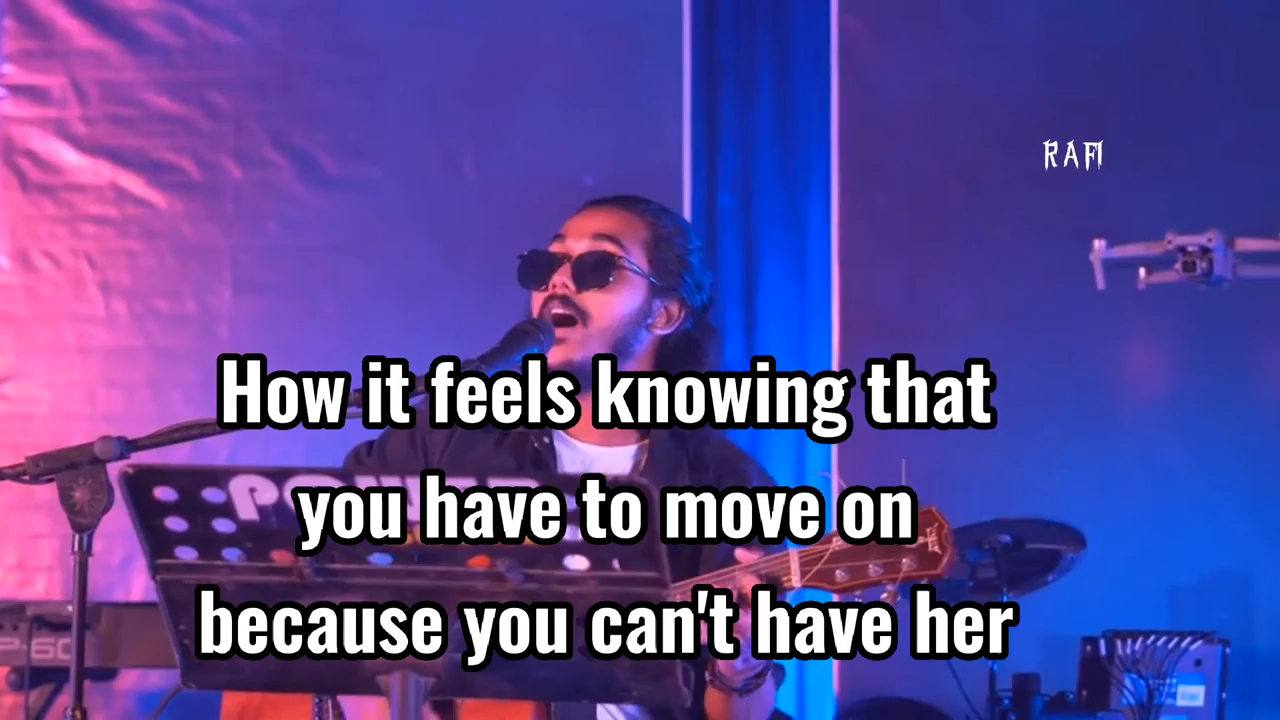 RAFI
How it feels knowing that
you have to move on
because you can't have her